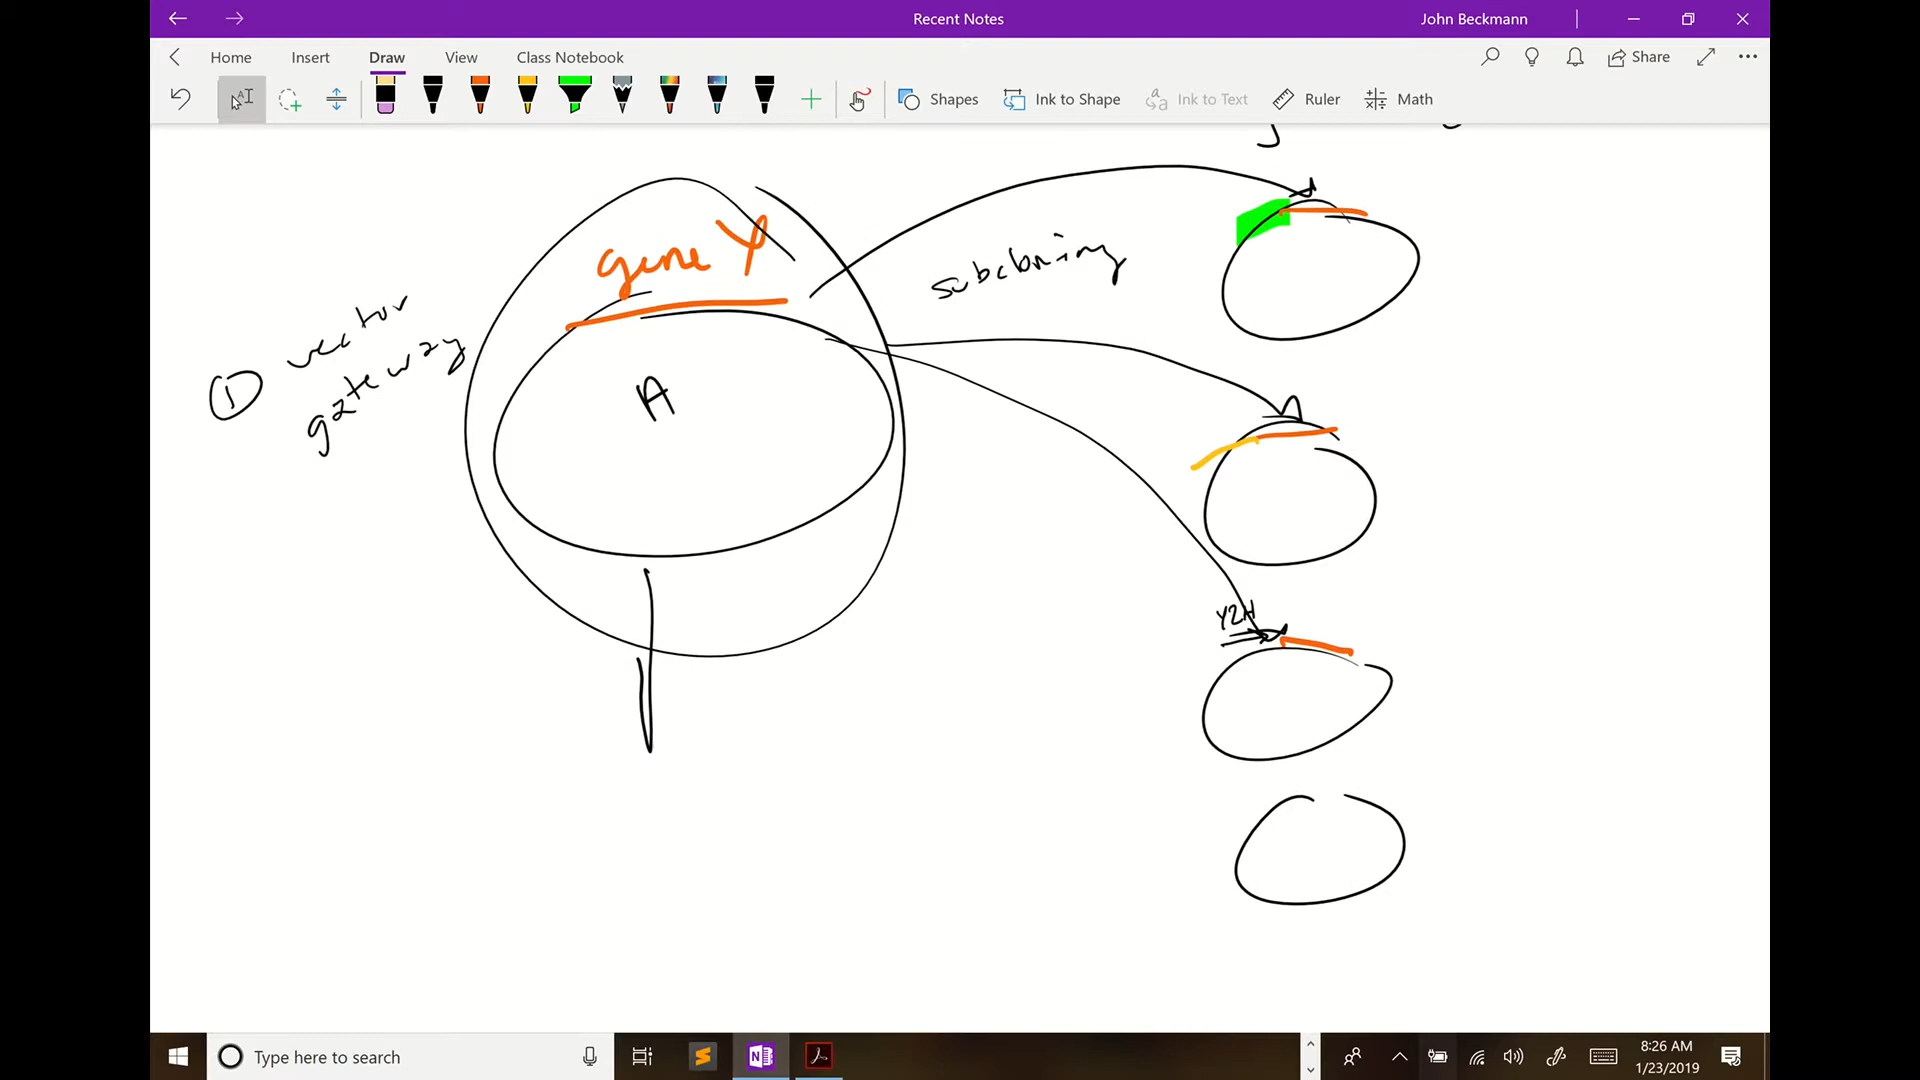 Recent Notes
John Beckmann
Home
Insert
Draw
View
Class Notebook
Share
Shapes
Ink to Shape
Ink to Text
Ruler
Math
gene Y
subcloning
① vector
gateway
A
Y2H
Type here to search
8:26 AM
1/23/2019